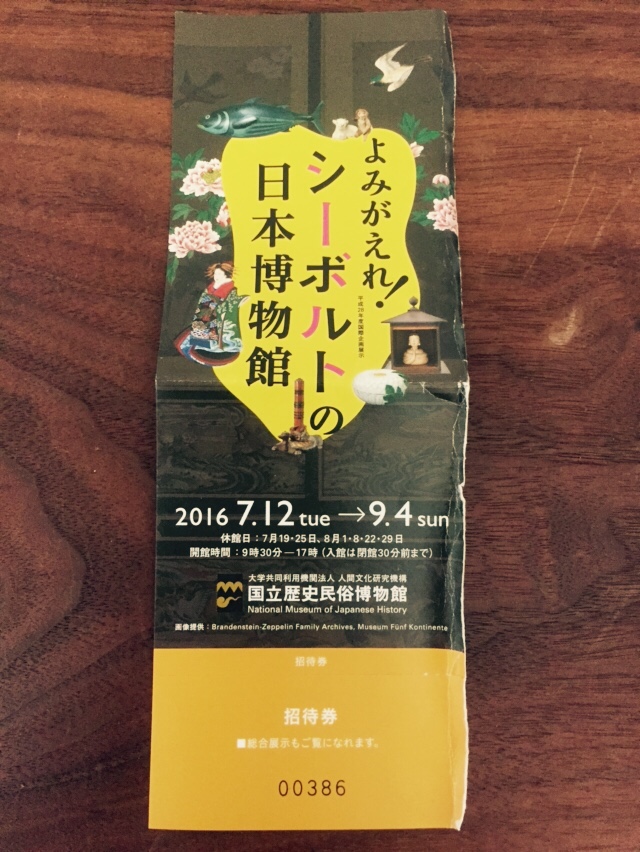 よみがえれ!
シーボルトの
日本博物館
平成28年度国際企画展示
2016 7.12 tue →9.4 sun
休館日:7月19・25日、8月1・8・22・29日
開館時間:9時30分—17時(入館は閉館30分前まで)
大学共同利用機関法人 人間文化研究機構
国立歴史民俗博物館
National Museum of Japanese History
画像提供:Brandenstein-Zeppelin Family Archives, Museum Fünf Kontinente
招待券
招待券
■総合展示もご覧になれます。
00386